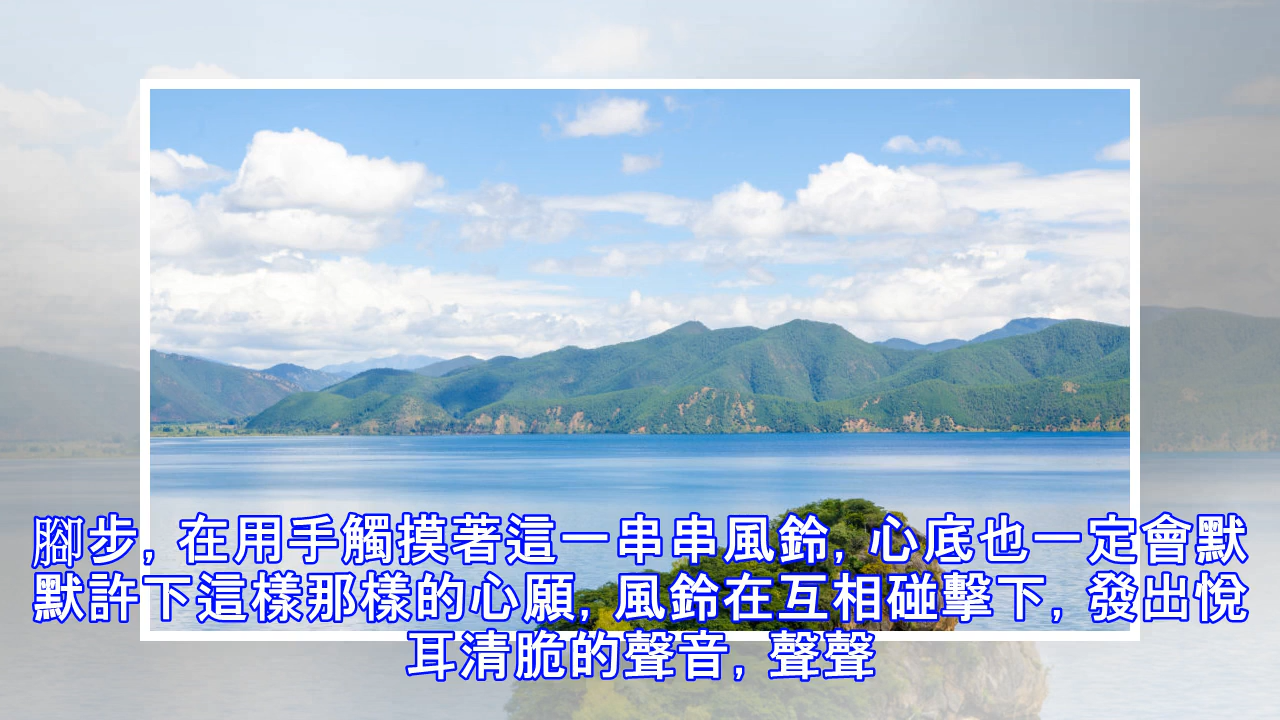 腳步, 在用手觸摸著這一串串風鈴, 心底也一定會默
默許下這樣那樣的心願, 風鈴在互相碰擊下, 發出悅
耳清脆的聲音, 聲聲